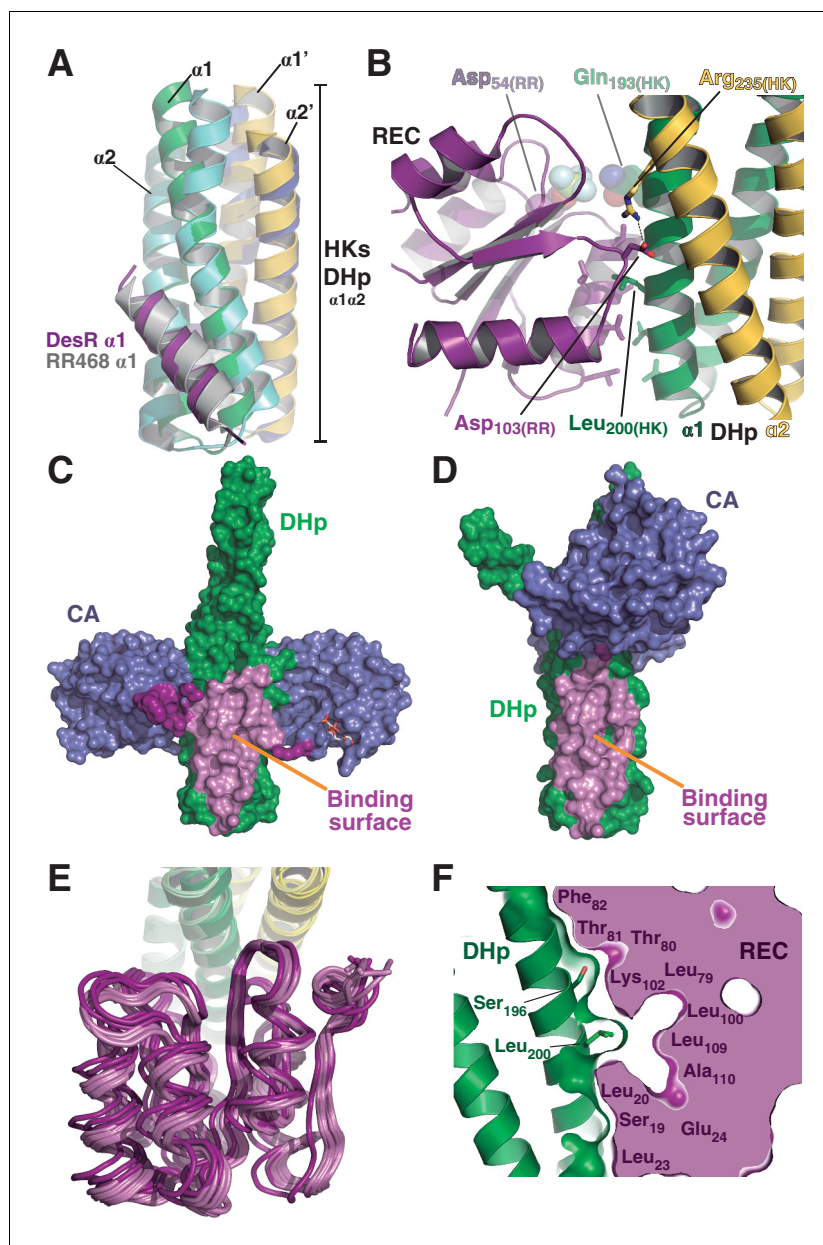 A
α1
α1'
α2'
α2
HKs
DHp
α1α2
DesR α1
RR468 α1
B
Asp54(RR)
Gln193(HK)
Arg235(HK)
REC
Asp103(RR)
Leu200(HK)
α1 DHp α2
C
DHp
CA
Binding
surface
D
CA
DHp
Binding
surface
E
F
Phe82
DHp
Thr81
Thr80
REC
Lys102
Leu79
Ser196
Leu100
Leu200
Leu109
Ala110
Leu20
Ser19
Glu24
Leu23